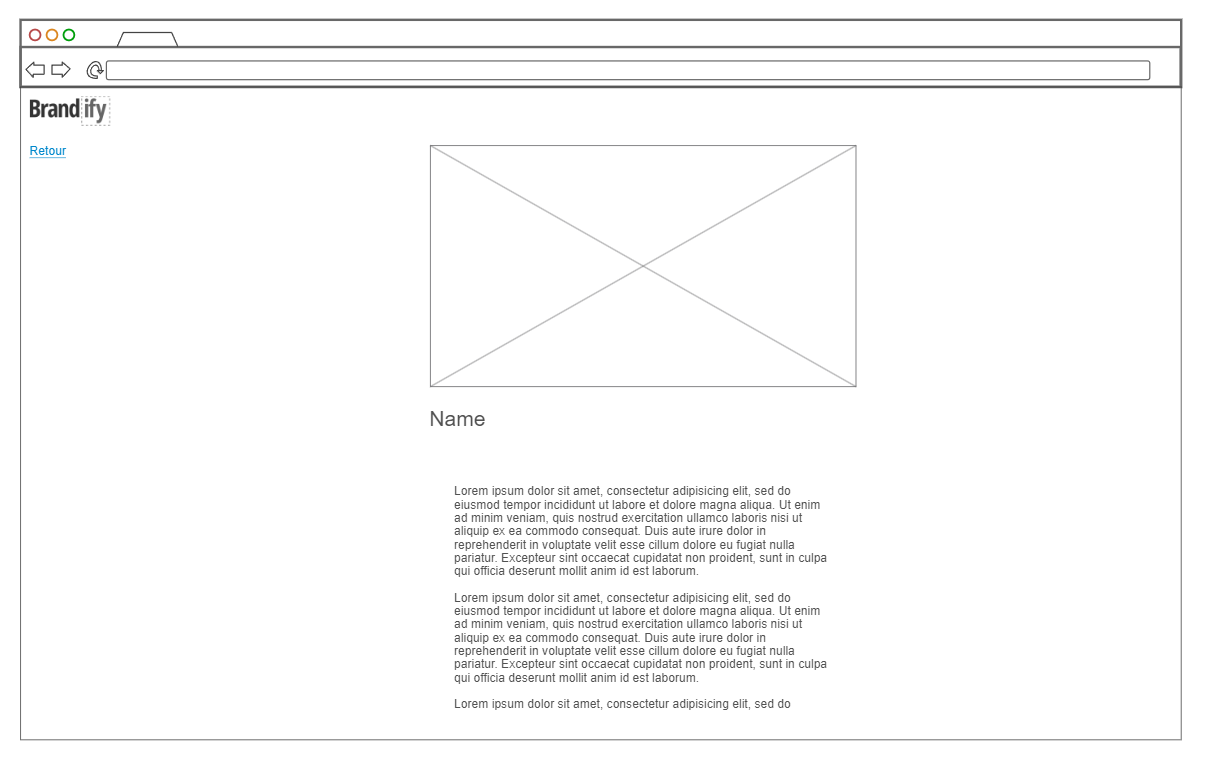 Brandify
Retour
Name
Lorem ipsum dolor sit amet, consectetur adipisicing elit, sed do
eiusmod tempor incididunt ut labore et dolore magna aliqua. Ut enim
ad minim veniam, quis nostrud exercitation ullamco laboris nisi ut
aliquip ex ea commodo consequat. Duis aute irure dolor in
reprehenderit in voluptate velit esse cillum dolore eu fugiat nulla
pariatur. Excepteur sint occaecat cupidatat non proident, sunt in culpa
qui officia deserunt mollit anim id est laborum.
Lorem ipsum dolor sit amet, consectetur adipisicing elit, sed do
eiusmod tempor incididunt ut labore et dolore magna aliqua. Ut enim
ad minim veniam, quis nostrud exercitation ullamco laboris nisi ut
aliquip ex ea commodo consequat. Duis aute irure dolor in
reprehenderit in voluptate velit esse cillum dolore eu fugiat nulla
pariatur. Excepteur sint occaecat cupidatat non proident, sunt in culpa
qui officia deserunt mollit anim id est laborum.
Lorem ipsum dolor sit amet, consectetur adipisicing elit, sed do